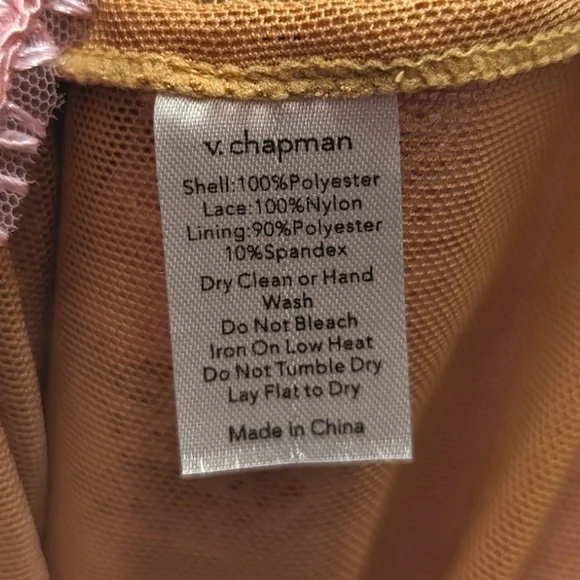 v. chapman
Shell:100%Polyester
Lace:100%Nylon
Lining:90%Polyester
10%Spandex
Dry Clean or Hand
Wash
Do Not Bleach
Iron On Low Heat
Do Not Tumble Dry
Lay Flat to Dry
Made in China